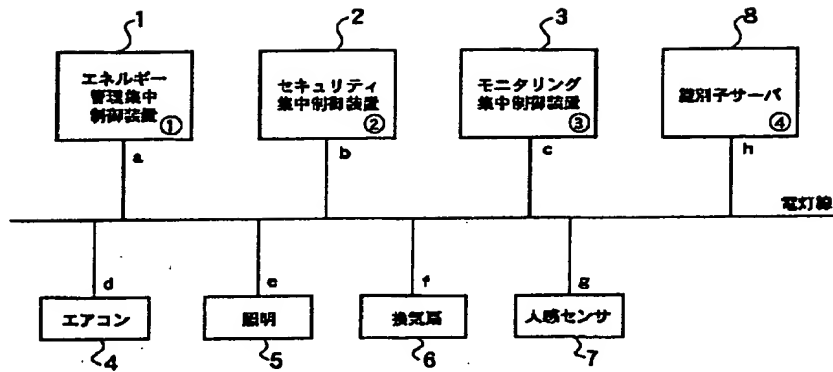 1
2
3
8
エネルギー
管理集中
制御装置
①
セキュリティ
集中制御装置
②
モニタリング
集中制御装置
③
識別子サーバ
④
a
b
c
h
電灯線
d
e
f
g
エアコン
照明
換気扇
人感センサ
4
5
6
7